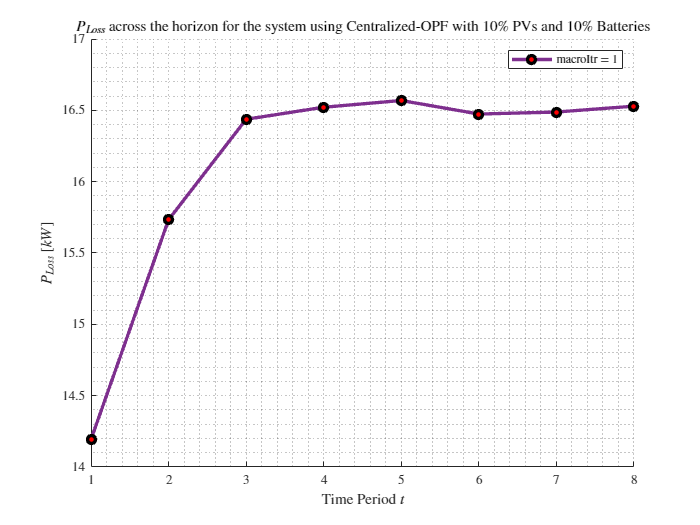 P_Loss across the horizon for the system using Centralized-OPF with 10% PVs and 10% Batteries
macroItr = 1
17
16.5
16
15.5
15
14.5
14
P_Loss [kW]
1 2 3 4 5 6 7 8
Time Period t